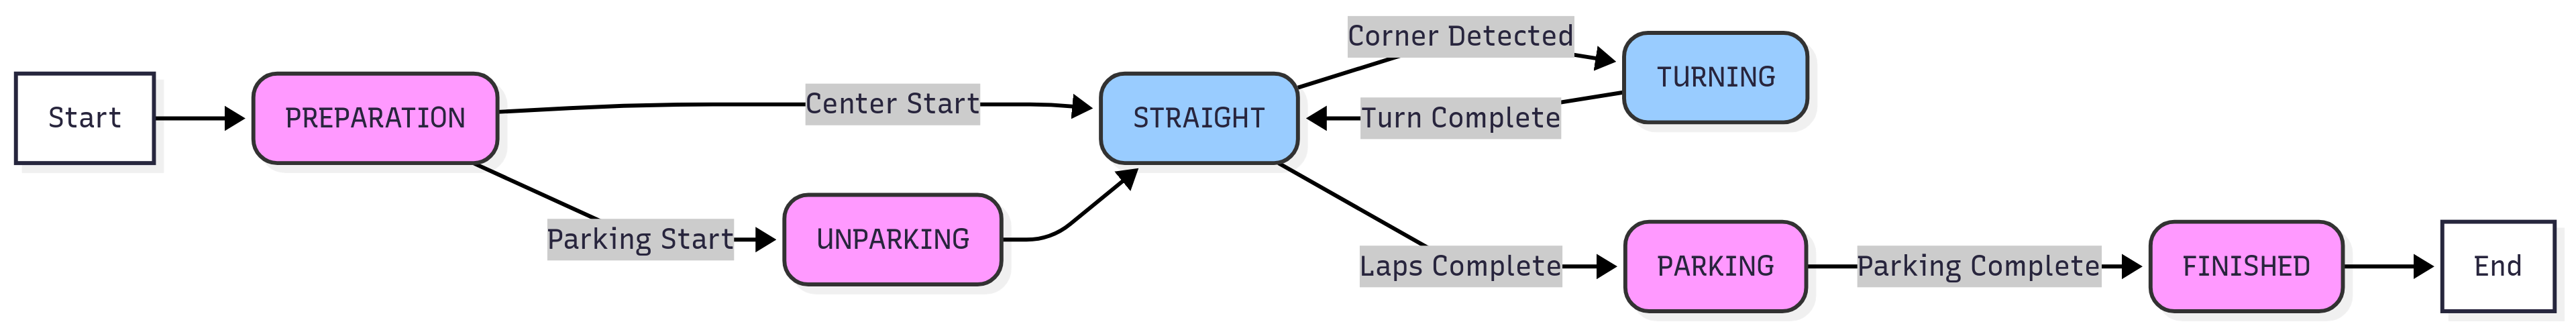 Start
PREPARATION
Center Start
Parking Start
UNPARKING
STRAIGHT
Corner Detected
Turn Complete
TURNING
Laps Complete
PARKING
Parking Complete
FINISHED
End